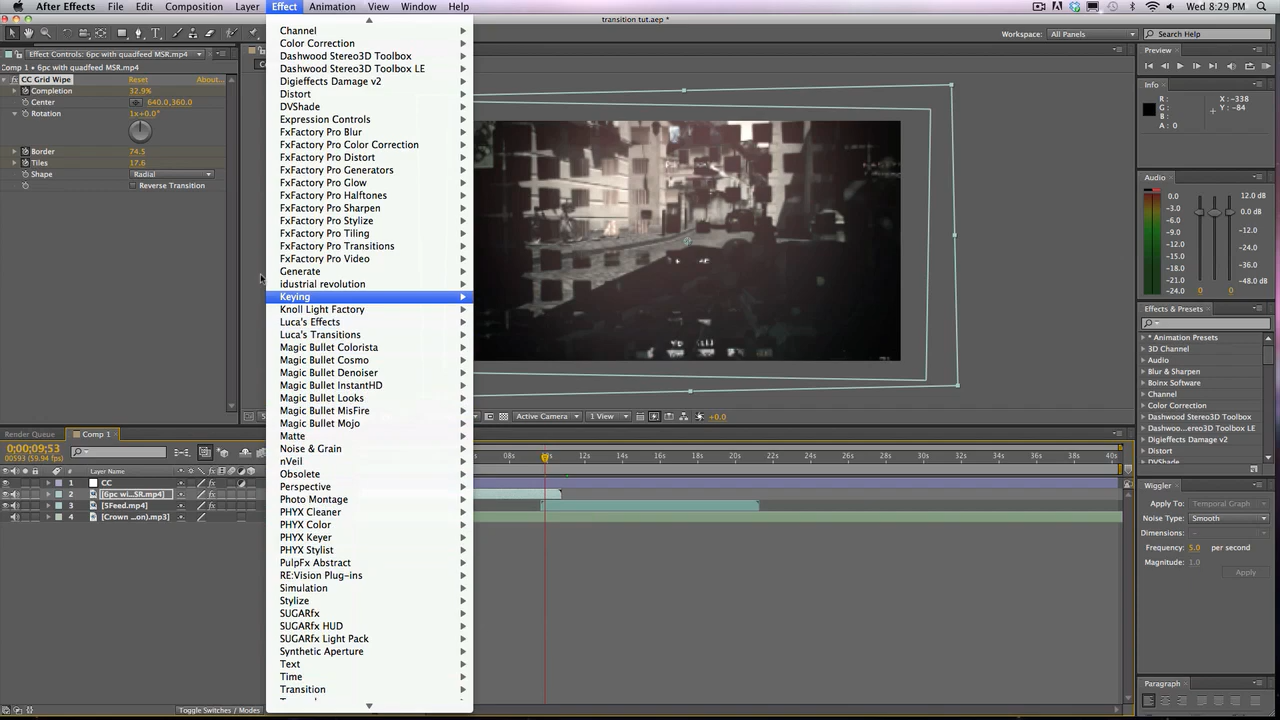 After Effects File Edit Composition Layer Effect Animation View Window Help Wed 8:29 PM
transition tut.aep *
Workspace: All Panels Search Help
Effect Controls: 6pc with quadfeed MSR.mp4
Comp 1 • 6pc with quadfeed MSR.mp4
CC Grid Wipe Reset About...
Completion 32.9%
Center 640.0,360.0
Rotation 1x+0.0°
Border 74.5
Tiles 17.6
Shape Radial
Reverse Transition
Channel
Color Correction
Dashwood Stereo3D Toolbox
Dashwood Stereo3D Toolbox LE
Digieffects Damage v2
Distort
DVShade
Expression Controls
FxFactory Pro Blur
FxFactory Pro Color Correction
FxFactory Pro Distort
FxFactory Pro Generators
FxFactory Pro Glow
FxFactory Pro Halftones
FxFactory Pro Sharpen
FxFactory Pro Stylize
FxFactory Pro Tiling
FxFactory Pro Transitions
FxFactory Pro Video
Generate
idustrial revolution
Keying
Knoll Light Factory
Luca's Effects
Luca's Transitions
Magic Bullet Colorista
Magic Bullet Cosmo
Magic Bullet Denoiser
Magic Bullet InstantHD
Magic Bullet Looks
Magic Bullet MisFire
Magic Bullet Mojo
Matte
Noise & Grain
nVeil
Obsolete
Perspective
Photo Montage
PHYX Cleaner
PHYX Color
PHYX Keyer
PHYX Stylist
PulpFx Abstract
RE:Vision Plug-ins
Simulation
Stylize
SUGARfx
SUGARfx HUD
SUGARfx Light Pack
Synthetic Aperture
Text
Time
Transition
Active Camera 1 View +0.0
Preview
Info
R: X: -338
G: Y: -84
B:
A: 0
Audio
0.0 12.0 dB
-3.0
-6.0 0.0 dB
-9.0
-12.0
-15.0
-18.0
-21.0
-24.0 -48.0 dB
0 0
Effects & Presets
* Animation Presets
3D Channel
Audio
Blur & Sharpen
Boinx Software
Channel
Color Correction
Dashwood Stereo3D Toolbox
Dashwoo...ereo3D Toolbox LE
Digieffects Damage v2
Distort
DVShade
Render Queue Comp 1
0;00;09;53
00593 (59.94 fps)
# Layer Name
1 CC
2 [6pc wi...SR.mp4]
3 [5Feed.mp4]
4 [Crown ...on).mp3]
08s 10s 12s 14s 16s 18s 20s 22s 24s 26s 28s 30s 32s 34s 36s 38s 40s
Toggle Switches / Modes
Wiggler
Apply To: Temporal Graph
Noise Type: Smooth
Dimensions:
Frequency: 5.0 per second
Magnitude: 1.0
Apply
Paragraph